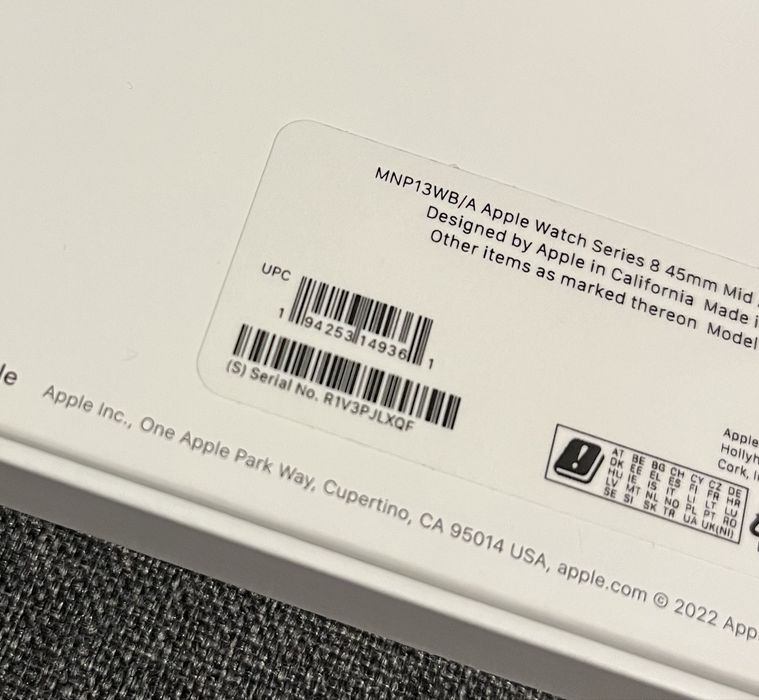 MNP13WB/A Apple Watch Series 8 45mm Mid
Designed by Apple in California Made i
Other items as marked thereon Model
UPC
1 94253 14936 1
(S) Serial No. R1V3PJLXQF
le Apple Inc., One Apple Park Way, Cupertino, CA 95014 USA, apple.com © 2022 App
AT BE BG CH CY CZ DE
DK EE EL ES FI FR HR
HU IE IS IT LI LT LU
LV MT NL NO PL PT RO
SE SI SK TR UA UK(NI)
Apple
Hollyh
Cork, I